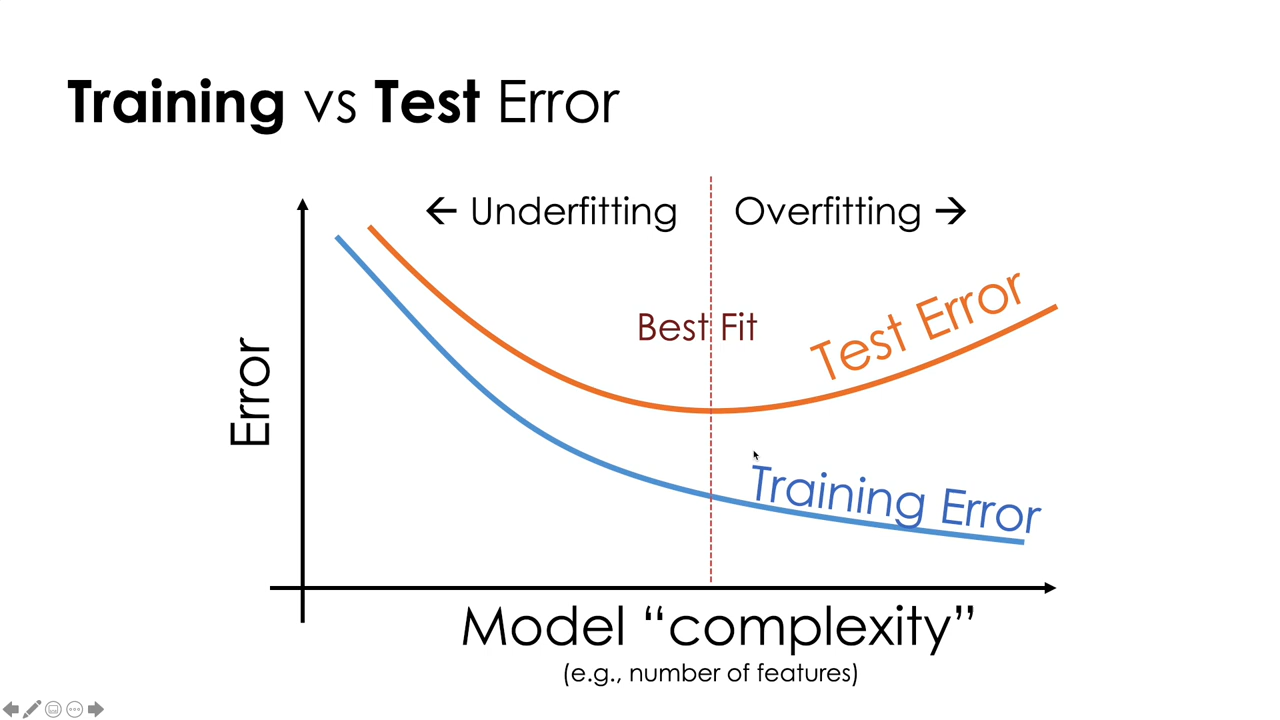 Training vs Test Error
← Underfitting
Overfitting →
Best Fit
Test Error
Error
Training Error
Model “complexity”
(e.g., number of features)